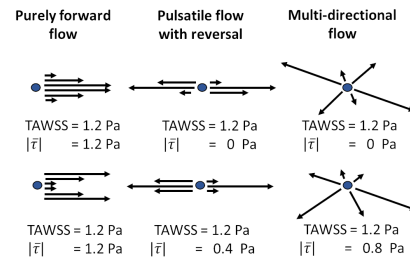 Purely forward flow
Pulsatile flow with reversal
Multi-directional flow
TAWSS = 1.2 Pa
|τ̄| = 1.2 Pa
TAWSS = 1.2 Pa
|τ̄| = 0 Pa
TAWSS = 1.2 Pa
|τ̄| = 0 Pa
TAWSS = 1.2 Pa
|τ̄| = 1.2 Pa
TAWSS = 1.2 Pa
|τ̄| = 0.4 Pa
TAWSS = 1.2 Pa
|τ̄| = 0.8 Pa